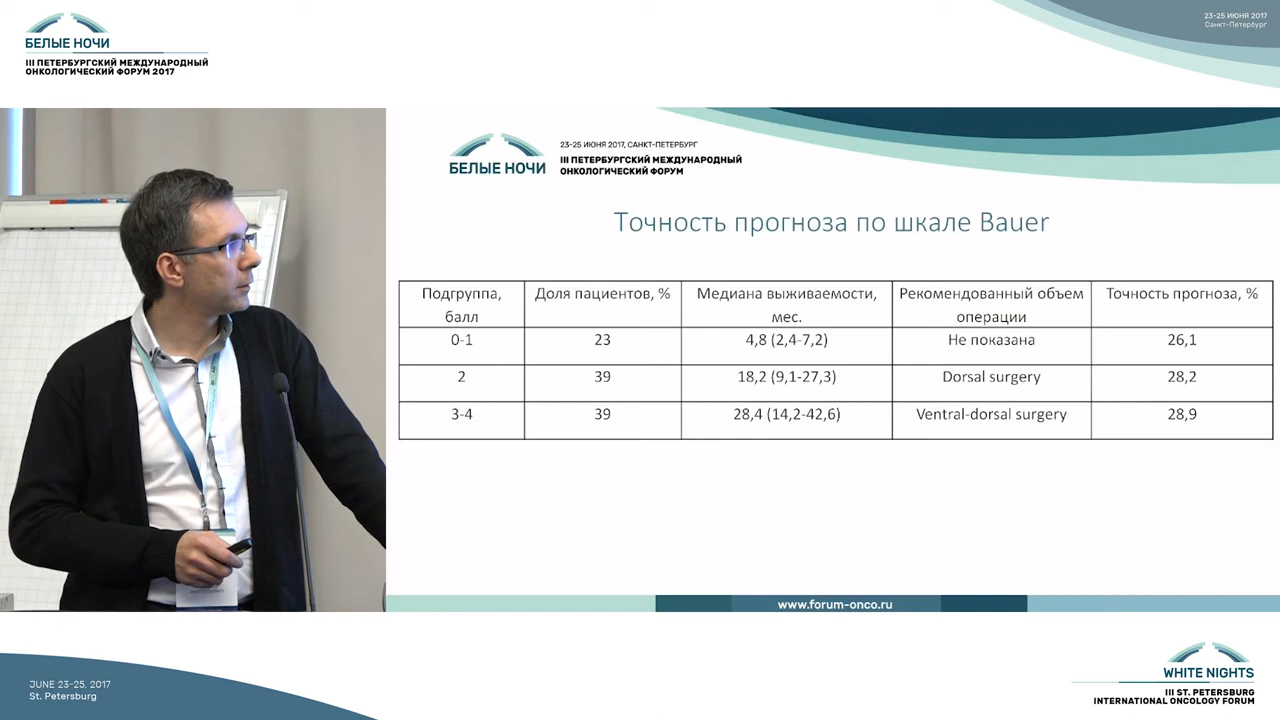 БЕЛЫЕ НОЧИ
III ПЕТЕРБУРГСКИЙ МЕЖДУНАРОДНЫЙ
ОНКОЛОГИЧЕСКИЙ ФОРУМ 2017
23-25 ИЮНЯ 2017
Санкт-Петербург
БЕЛЫЕ НОЧИ
23-25 ИЮНЯ 2017, САНКТ-ПЕТЕРБУРГ
III ПЕТЕРБУРГСКИЙ МЕЖДУНАРОДНЫЙ
ОНКОЛОГИЧЕСКИЙ ФОРУМ
Точность прогноза по шкале Bauer
Подгруппа, балл Доля пациентов, % Медиана выживаемости, мес. Рекомендованный объем операции Точность прогноза, %
0-1 23 4,8 (2,4-7,2) Не показана 26,1
2 39 18,2 (9,1-27,3) Dorsal surgery 28,2
3-4 39 28,4 (14,2-42,6) Ventral-dorsal surgery 28,9
www.forum-onco.ru
JUNE 23-25, 2017
St. Petersburg
WHITE NIGHTS
III ST. PETERSBURG
INTERNATIONAL ONCOLOGY FORUM